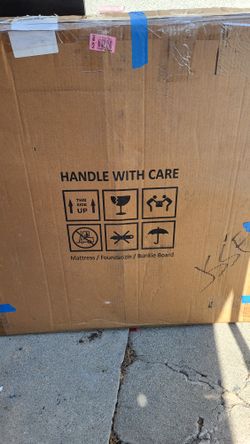 HANDLE WITH CARE
THIS
SIDE
UP
Mattress / Foundation / Bunkie Board